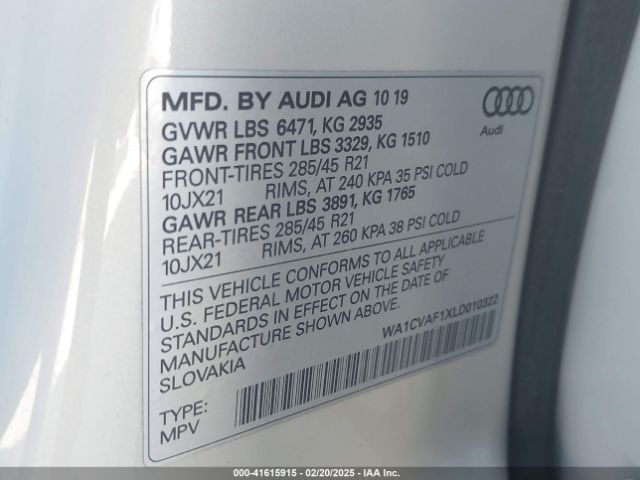 MFD. BY AUDI AG 10 19
GVWR LBS 6471, KG 2935
GAWR FRONT LBS 3329, KG 1510
FRONT-TIRES 285/45 R21
10JX21 RIMS, AT 240 KPA 35 PSI COLD
GAWR REAR LBS 3891, KG 1765
REAR-TIRES 285/45 R21
10JX21 RIMS, AT 260 KPA 38 PSI COLD
THIS VEHICLE CONFORMS TO ALL APPLICABLE
U.S. FEDERAL MOTOR VEHICLE SAFETY
STANDARDS IN EFFECT ON THE DATE OF
MANUFACTURE SHOWN ABOVE.
SLOVAKIA
WA1CVAF1XLD010322
TYPE:
MPV
Audi
000-41615915 - 02/20/2025 - IAA Inc.